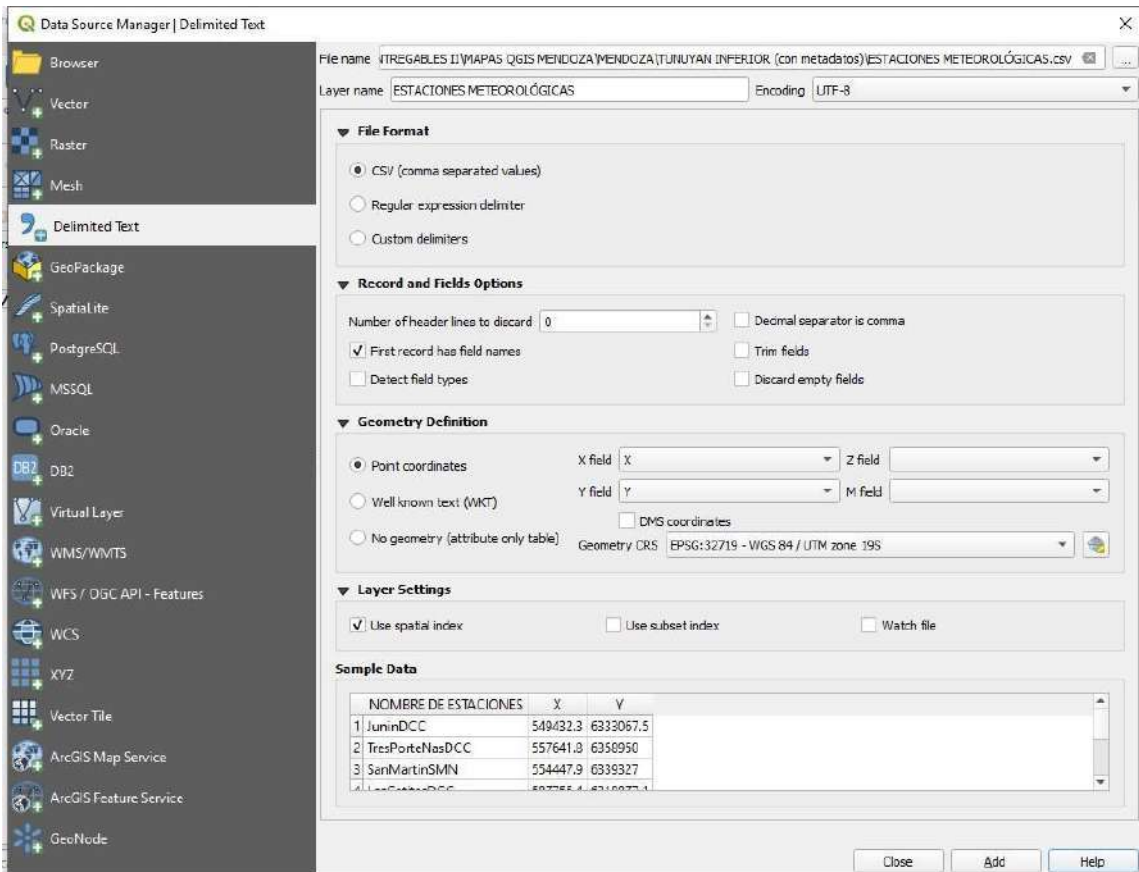 Data Source Manager | Delimited Text
Browser
Vector
Raster
Mesh
Delimited Text
GeoPackage
SpatiaLite
PostgreSQL
MSSQL
Oracle
DB2 DB2
Virtual Layer
WMS/WMTS
WFS / OGC API - Features
WCS
XYZ
Vector Tile
ArcGIS Map Service
ArcGIS Feature Service
GeoNode
File name NTREGABLES II\MAPAS QGIS MENDOZA\MENDOZA\TUNUYAN INFERIOR (con metadatos)\ESTACIONES METEOROLÓGICAS.csv ...
Layer name ESTACIONES METEOROLÓGICAS Encoding UTF-8
File Format
CSV (comma separated values)
Regular expression delimiter
Custom delimiters
Record and Fields Options
Number of header lines to discard 0 Decimal separator is comma
First record has field names Trim fields
Detect field types Discard empty fields
Geometry Definition
Point coordinates X field X Z field
Well known text (WKT) Y field Y M field
DMS coordinates
No geometry (attribute only table) Geometry CRS EPSG:32719 - WGS 84 / UTM zone 19S
Layer Settings
Use spatial index Use subset index Watch file
Sample Data
NOMBRE DE ESTACIONES X Y
1 JuninDCC 549432.3 6333067.5
2 TresPorteNasDCC 557641.8 6358950
3 SanMartinSMN 554447.9 6339327
Close Add Help